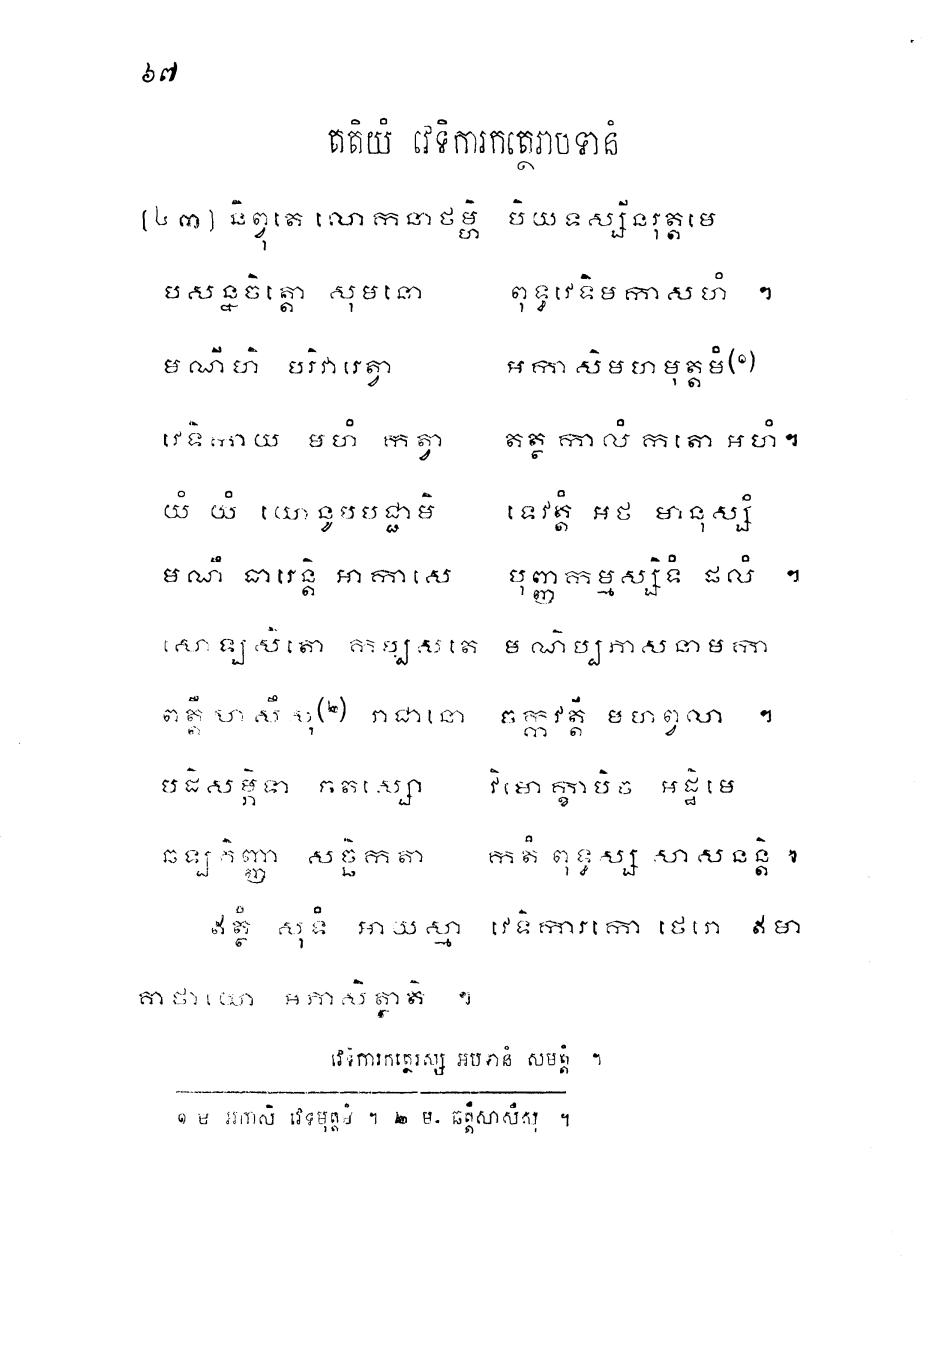 ៦៧
តតិយំ វេទិការកត្ថេរាបទានំ
(៤៣) និព្វុតេ លោកនាថម្ហិ បិយទស្សីនរុត្តមេ
បសន្នចិត្តោ សុមនោ ពុទ្ធវេទិមកាសហំ ។
មណីហិ បរិវារេត្វា អកាសិមហមុត្តមំ(១)
វេទិកាយ មហំ កត្វា តត្ថ កាលំ កតោ អហំ។
យំ យំ យោនូបបជ្ជាមិ ទេវត្តំ អថ មានុស្សំ
មណី ធារេន្តិ អាកាសេ បុញ្ញកម្មស្សិទំ ផលំ ។
សោឡសិតោ កប្បសតេ មណិប្បភាសនាមកា
ឆត្តឹសាសឹសុ(២) រាជានោ ចក្កវត្តី មហព្វលា ។
បដិសម្ភិទា ចតស្សោ វិមោក្ខាបិច អដ្ឋិមេ
ឆឡភិញ្ញា សច្ឆិកតា កតំ ពុទ្ធស្ស សាសនន្តិ ។
ឥត្ថំ សុទំ អាយស្មា វេទិការកោ ថេរោ ឥមា
គាថាយោ អភាសិត្ថាតិ ។
វេទិការកត្ថេរស្ស អបទានំ សមត្តំ ។
១ ម អកាសិ វេទមុត្តមំ ។ ២ ម. ឆត្តឹសាសឹសុ ។